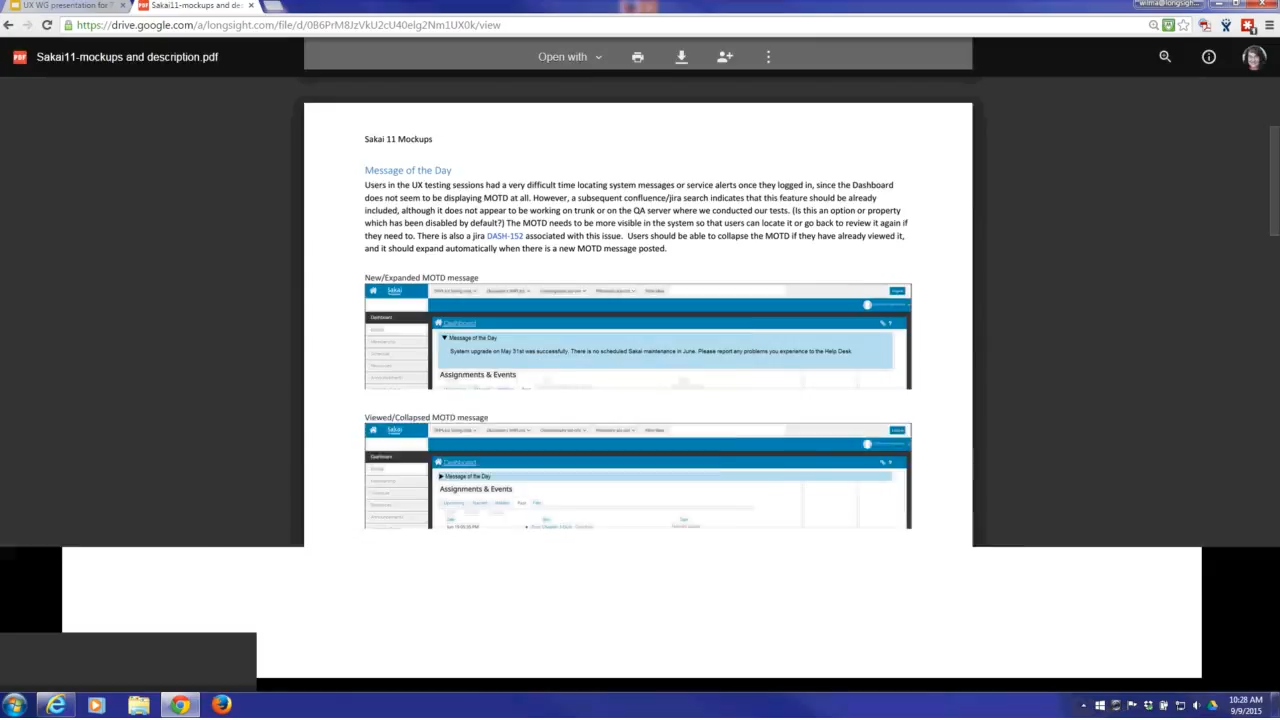 UX WG presentation for
Sakai11-mockups and des
wilma@longsigh...
https://drive.google.com/a/longsight.com/file/d/0B6PrM8JzVkU2cU40elg2Nm1UX0k/view
PDF Sakai11-mockups and description.pdf
Open with
Sakai 11 Mockups
Message of the Day
Users in the UX testing sessions had a very difficult time locating system messages or service alerts once they logged in, since the Dashboard
does not seem to be displaying MOTD at all. However, a subsequent confluence/jira search indicates that this feature should be already
included, although it does not appear to be working on trunk or on the QA server where we conducted our tests. (Is this an option or property
which has been disabled by default?) The MOTD needs to be more visible in the system so that users can locate it or go back to review it again if
they need to. There is also a jira DASH-152 associated with this issue. Users should be able to collapse the MOTD if they have already viewed it,
and it should expand automatically when there is a new MOTD message posted.
New/Expanded MOTD message
Sakai
Dashboard
Dashboard
Message of the Day
System upgrade on May 31st was successfully. There is no scheduled Sakai maintenance in June. Please report any problems you experience to the Help Desk.
Assignments & Events
Viewed/Collapsed MOTD message
Sakai
Dashboard
Dashboard
Message of the Day
Assignments & Events
10:28 AM
9/9/2015